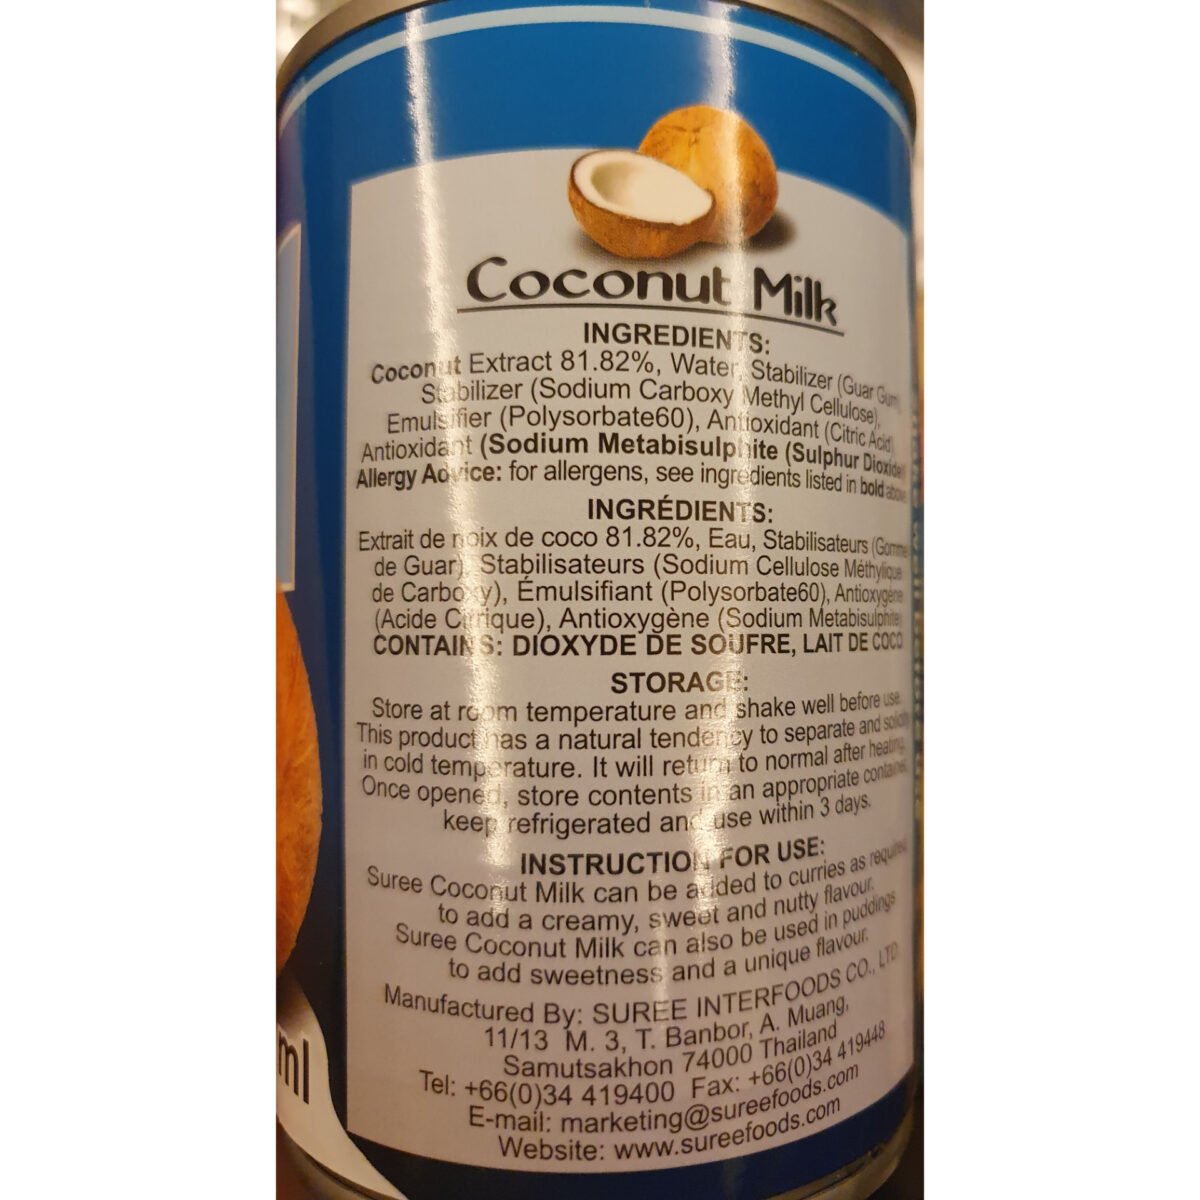 Coconut Milk
INGREDIENTS:
Coconut Extract 81.82%, Water, Stabilizer (Guar Gum)
Stabilizer (Sodium Carboxy Methyl Cellulose),
Emulsifier (Polysorbate60), Antioxidant (Citric Acid)
Antioxidant (Sodium Metabisulphite (Sulphur Dioxide)
Allergy Advice: for allergens, see ingredients listed in bold above
INGRÉDIENTS:
Extrait de noix de coco 81.82%, Eau, Stabilisateurs (Gomme
de Guar), Stabilisateurs (Sodium Cellulose Méthylique
de Carboxy), Émulsifiant (Polysorbate60), Antioxygène
(Acide Citrique), Antioxygène (Sodium Metabisulphite)
CONTAINS: DIOXYDE DE SOUFRE, LAIT DE COCO
STORAGE:
Store at room temperature and shake well before use.
This product has a natural tendency to separate and solidify
in cold temperature. It will return to normal after heating.
Once opened, store contents in an appropriate container,
keep refrigerated and use within 3 days.
INSTRUCTION FOR USE:
Suree Coconut Milk can be added to curries as required
to add a creamy, sweet and nutty flavour.
Suree Coconut Milk can also be used in puddings
to add sweetness and a unique flavour.
Manufactured By: SUREE INTERFOODS CO., LTD.
11/13 M. 3, T. Banbor, A. Muang,
Samutsakhon 74000 Thailand
Tel: +66(0)34 419400 Fax: +66(0)34 419448
E-mail: marketing@sureefoods.com
Website: www.sureefoods.com
ml